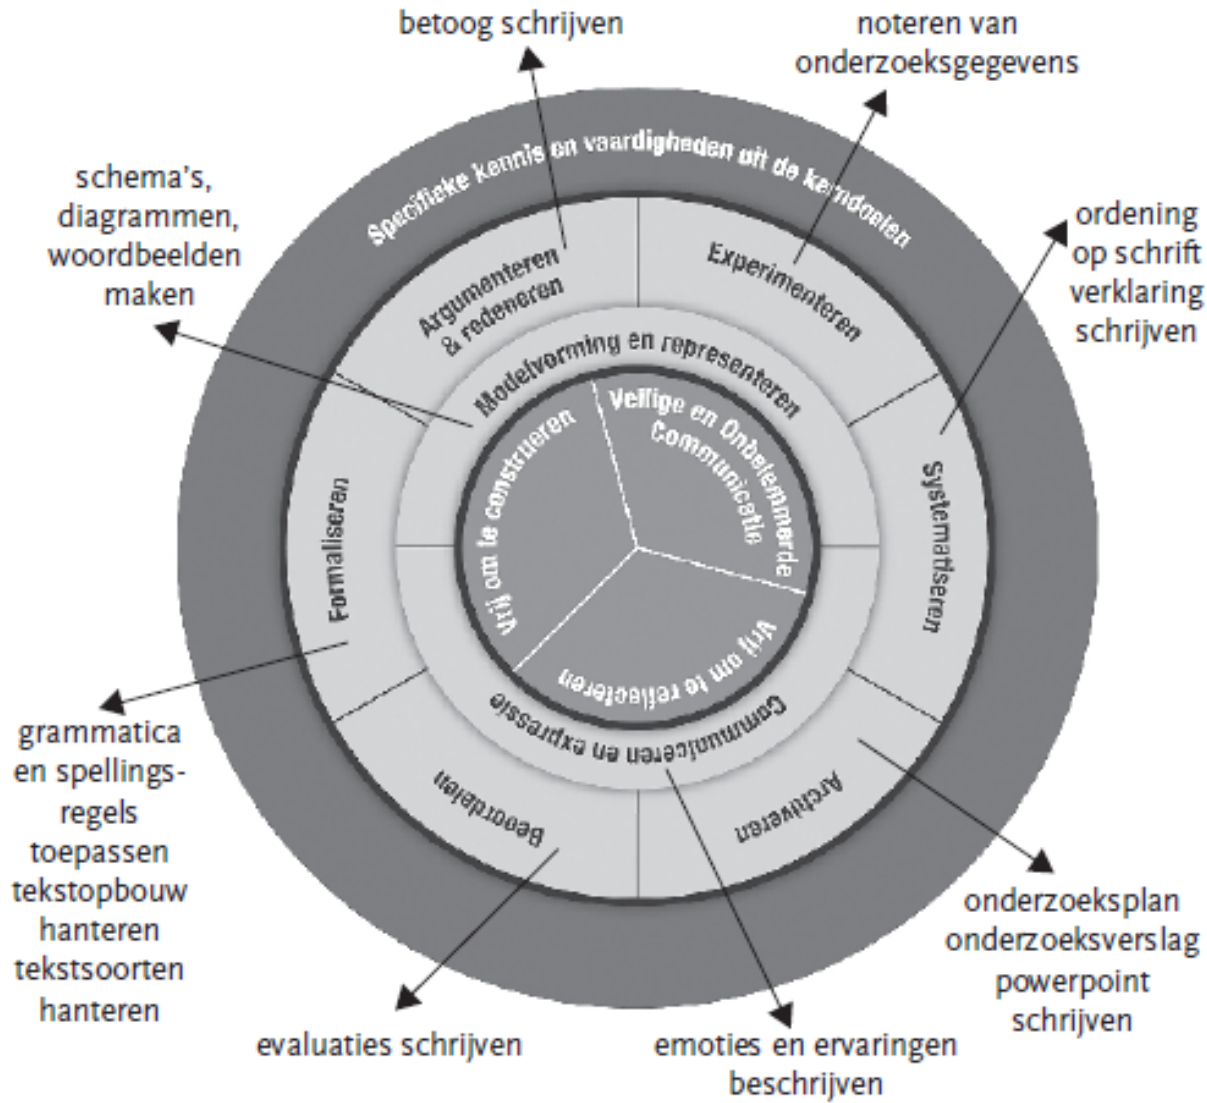 betoog schrijven
noteren van
onderzoeksgegevens
schema's,
diagrammen,
woordbeelden
maken
ordening
op schrift
verklaring
schrijven
Specifieke kennis en vaardigheden uit de kerndoelen
Argumenteren
& redeneren
Experimenteren
Modelvorming en representeren
Veilige en Onbelemmerde
Communicatie
Vrij om te construeren
Vrij om te reflecteren
Formaliseren
Systematiseren
Communiceren en expressie
Beoordelen
Archiveren
grammatica
en spellings-
regels
toepassen
tekstopbouw
hanteren
tekstsoorten
hanteren
onderzoeksplan
onderzoeksverslag
powerpoint
schrijven
evaluaties schrijven
emoties en ervaringen
beschrijven